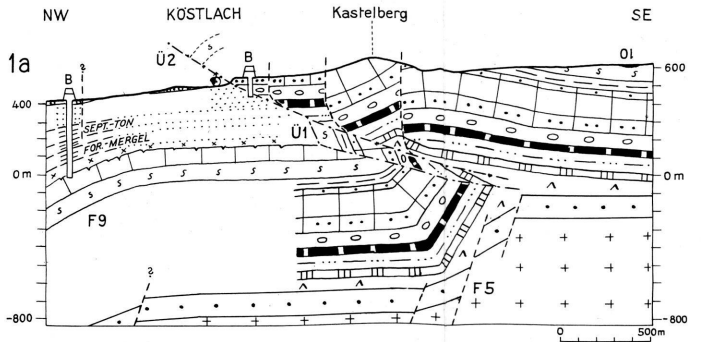 NW KÖSTLACH Kastelberg SE
1a
Ü2
S
B
B
?
Ol
600
400
SEPT-TON
FOR.-MERGEL
Ü1
S
0 m
0 m
S S S S S S
F9
F5
?
-800
-800
0 500m